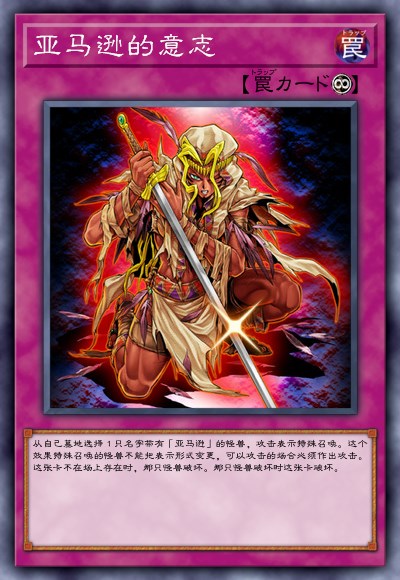 亚马逊的意志
トラップ
罠
トラップ
【罠カード】
从自己墓地选择1只名字带有「亚马逊」的怪兽，攻击表示特殊召唤。这个
效果特殊召唤的怪兽不能把表示形式变更，可以攻击的场合必须作出攻击。
这张卡不在场上存在时，那只怪兽破坏。那只怪兽破坏时这张卡破坏。